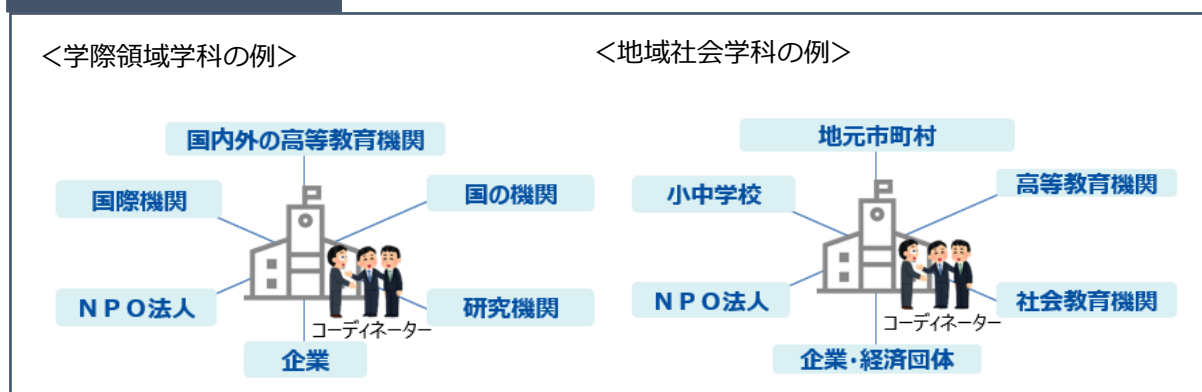 ＜学際領域学科の例＞
国内外の高等教育機関
国際機関
国の機関
ＮＰＯ法人
研究機関
コーディネーター
企業
＜地域社会学科の例＞
地元市町村
小中学校
高等教育機関
ＮＰＯ法人
社会教育機関
コーディネーター
企業・経済団体